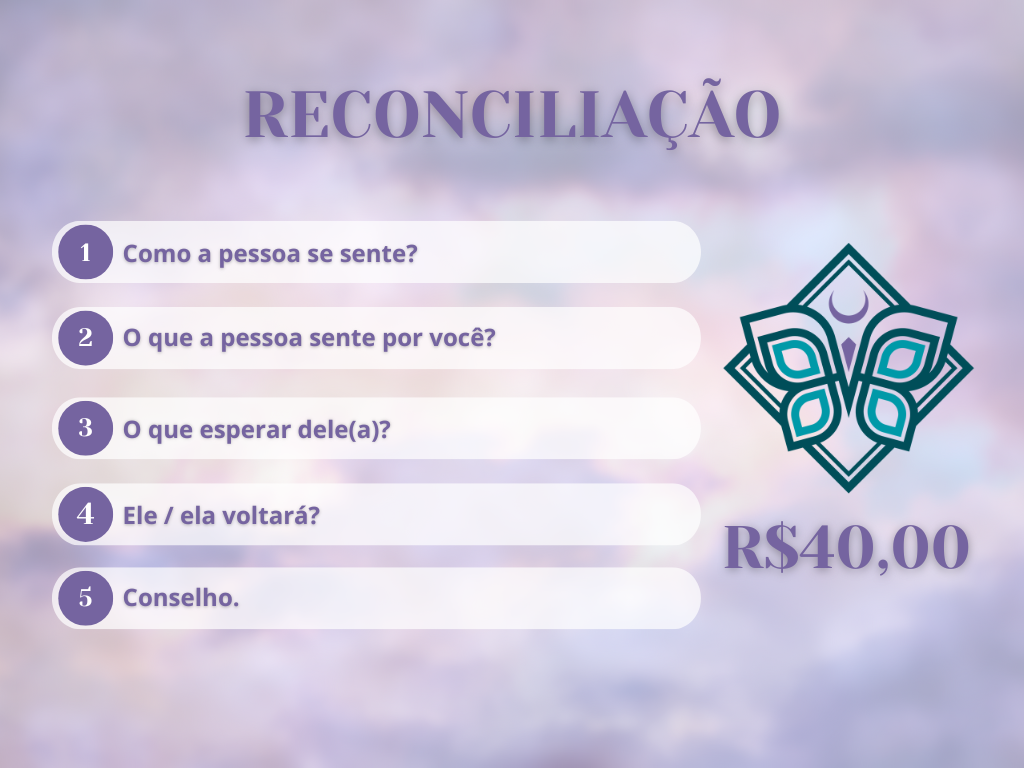 RECONCILIAÇÃO
1 Como a pessoa se sente?
2 O que a pessoa sente por você?
3 O que esperar dele(a)?
4 Ele / ela voltará?
5 Conselho.
R$40,00